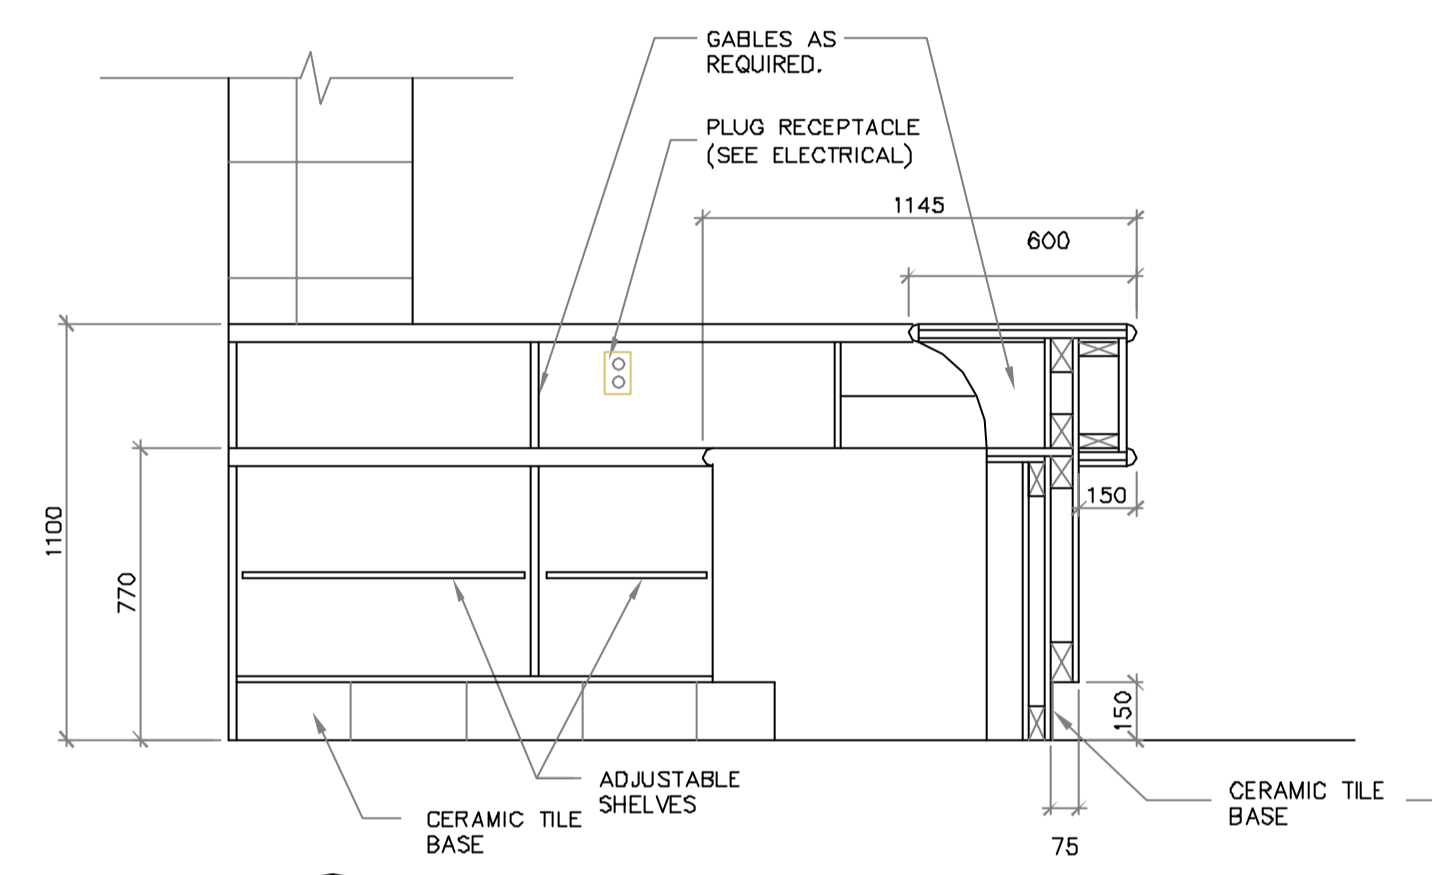 GABLES AS
REQUIRED.
PLUG RECEPTACLE
(SEE ELECTRICAL)
1145
600
1100
770
150
150
ADJUSTABLE
SHELVES
CERAMIC TILE
BASE
CERAMIC TILE
BASE
75